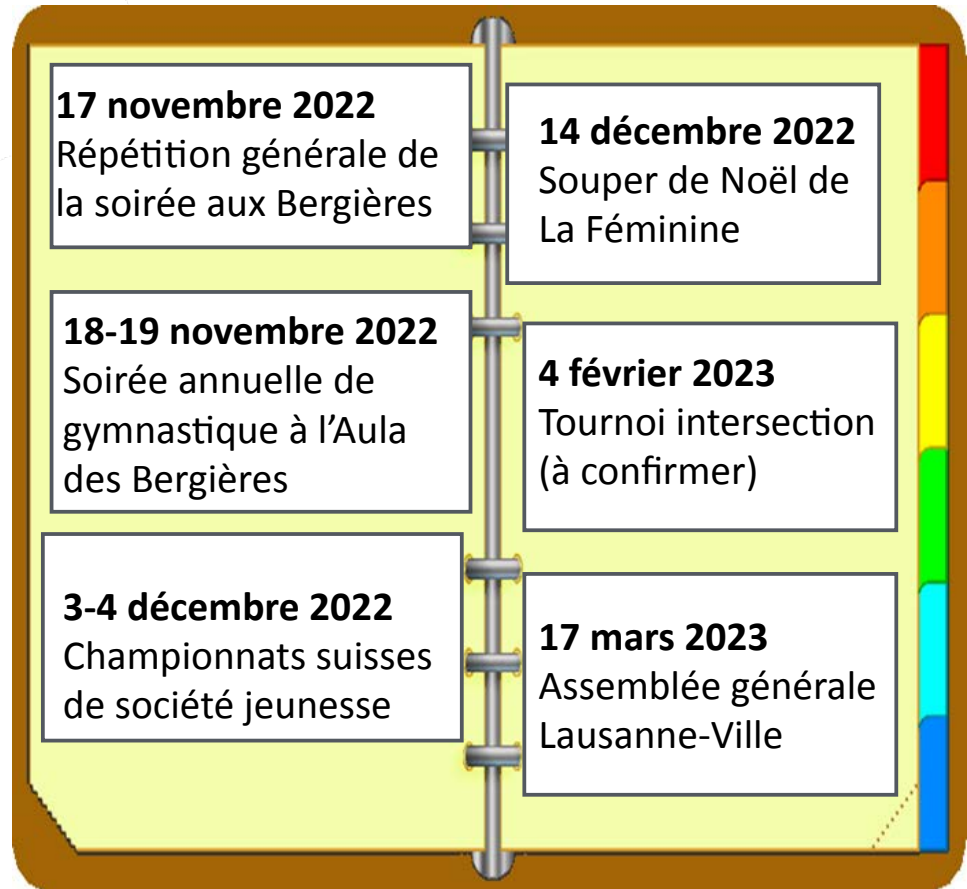 17 novembre 2022
Répétition générale de
la soirée aux Bergières
18-19 novembre 2022
Soirée annuelle de
gymnastique à l’Aula
des Bergières
3-4 décembre 2022
Championnats suisses
de société jeunesse
14 décembre 2022
Souper de Noël de
La Féminine
4 février 2023
Tournoi intersection
(à confirmer)
17 mars 2023
Assemblée générale
Lausanne-Ville